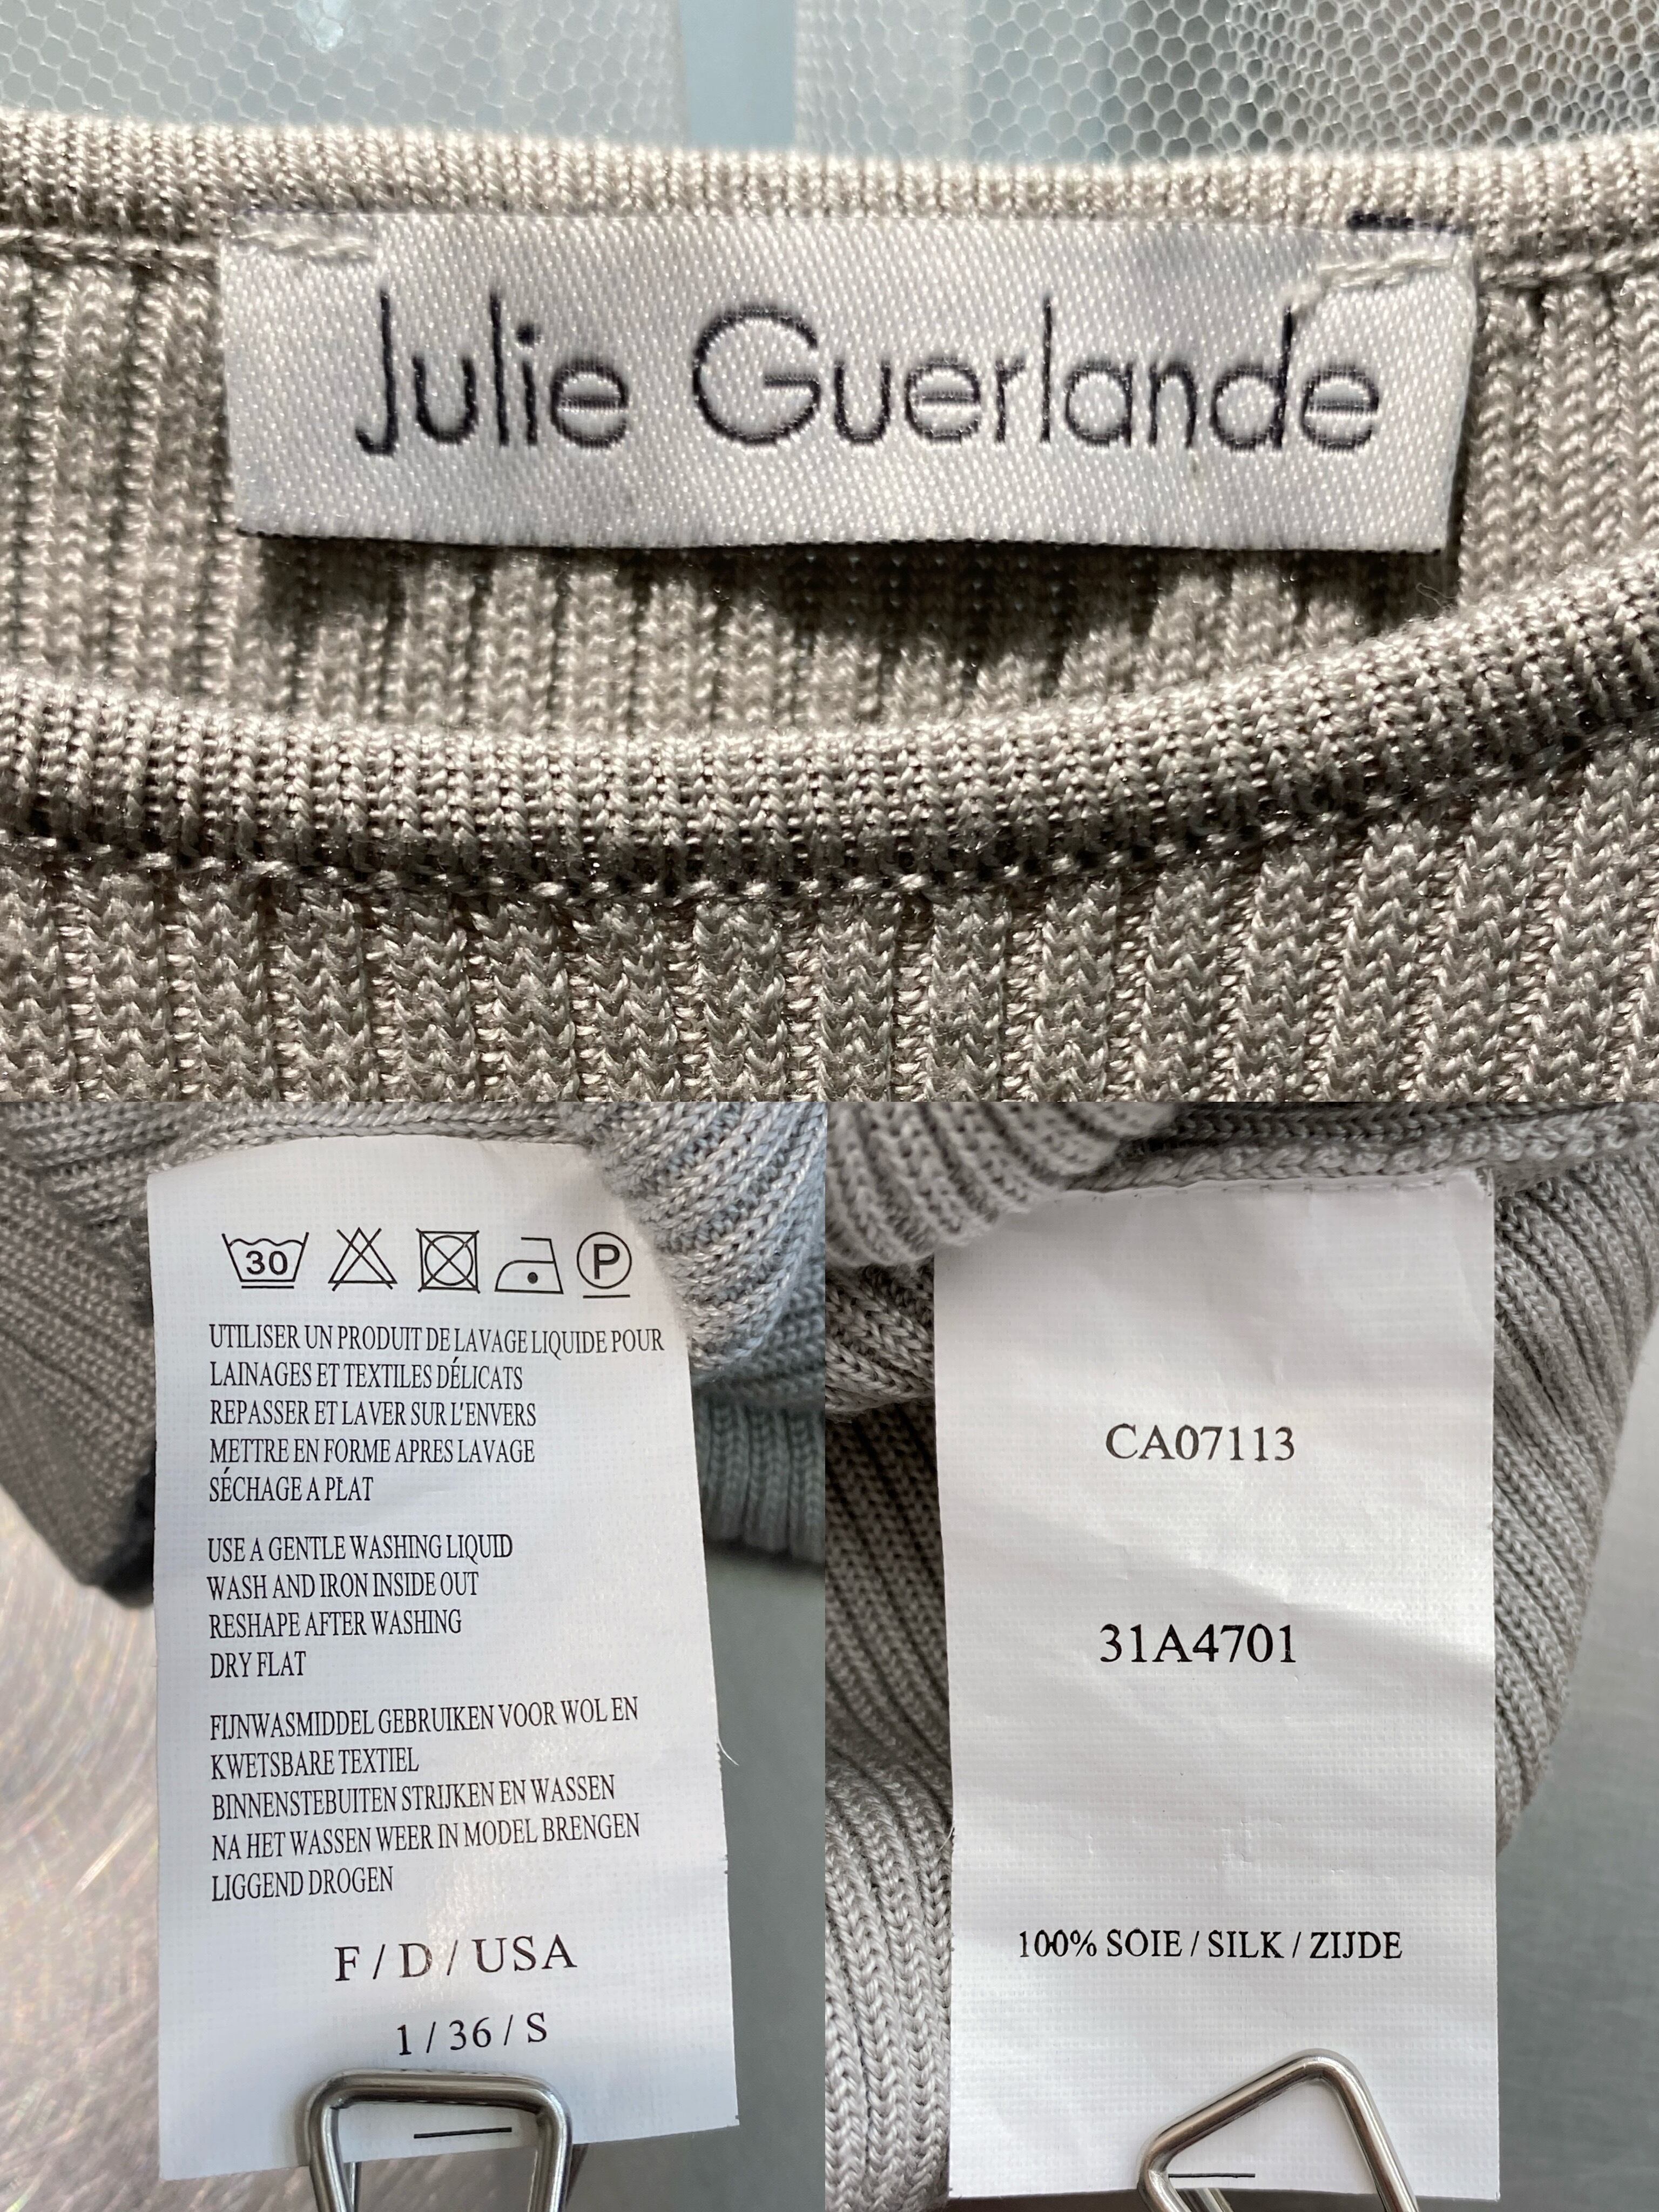 Julie Guerlande
30
P
UTILISER UN PRODUIT DE LAVAGE LIQUIDE POUR
LAINAGES ET TEXTILES DÉLICATS
REPASSER ET LAVER SUR L'ENVERS
METTRE EN FORME APRES LAVAGE
SÉCHAGE A PLAT
USE A GENTLE WASHING LIQUID
WASH AND IRON INSIDE OUT
RESHAPE AFTER WASHING
DRY FLAT
FIJNWASMIDDEL GEBRUIKEN VOOR WOL EN
KWETSBARE TEXTIEL
BINNENSTEBUITEN STRIJKEN EN WASSEN
NA HET WASSEN WEER IN MODEL BRENGEN
LIGGEND DROGEN
F / D / USA
1 / 36 / S
CA07113
31A4701
100% SOIE / SILK / ZIJDE